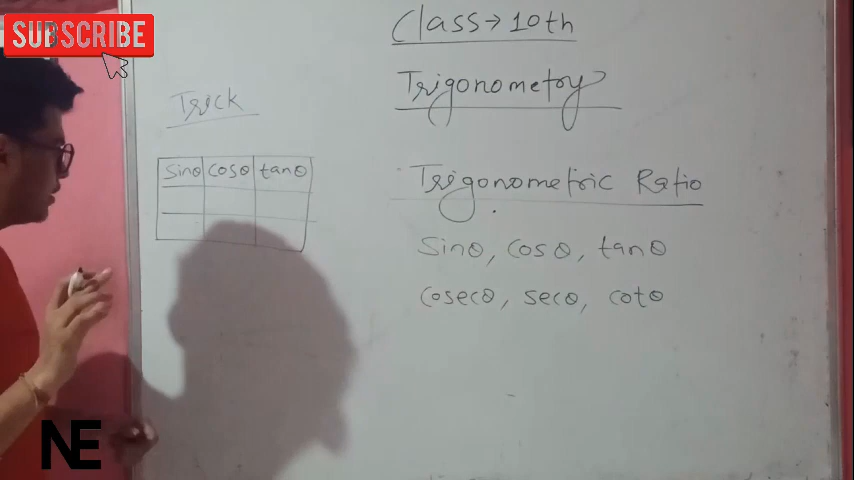 SUBSCRIBE
Class → 10th
Trigonometry
Trick
sinθ cosθ tanθ
Trigonometric Ratio
sinθ, cosθ, tanθ
cosecθ, secθ, cotθ
NE